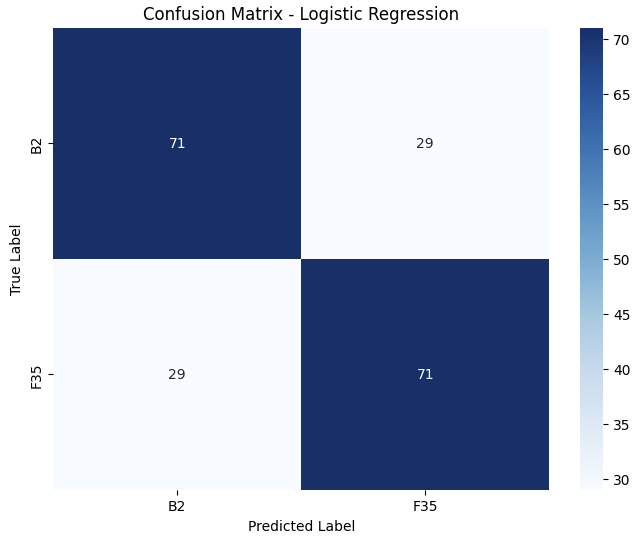 Confusion Matrix - Logistic Regression
True Label
B2
F35
71
29
29
71
B2
F35
Predicted Label
70
65
60
55
50
45
40
35
30